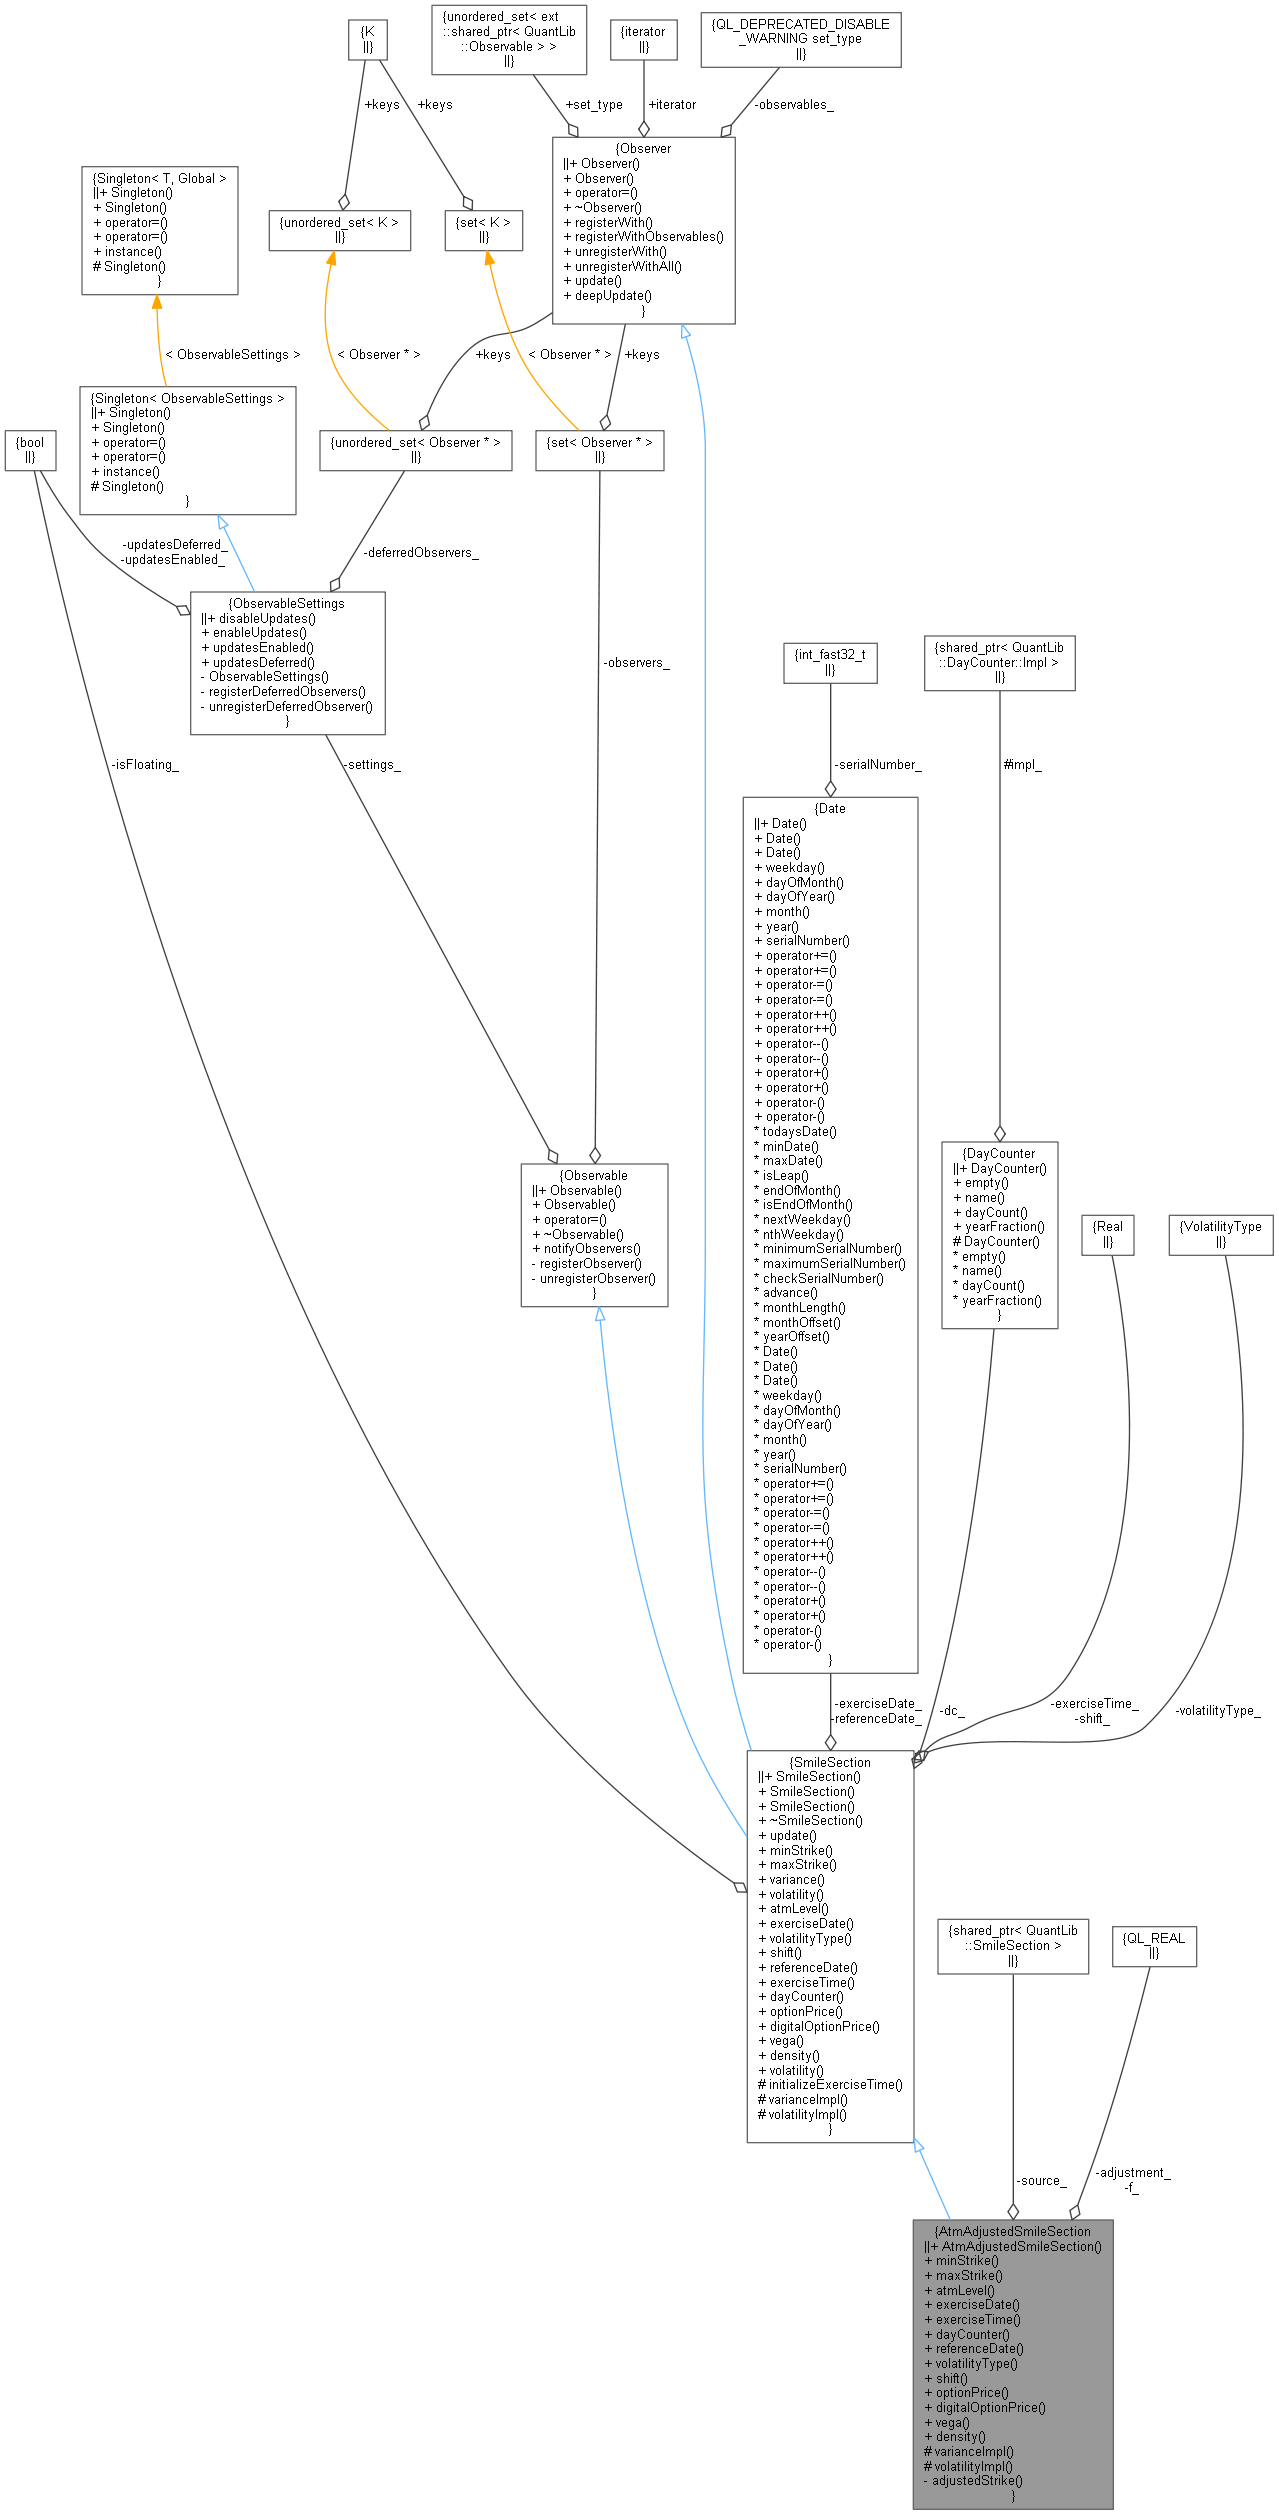 {K
||}
{unordered_set< ext
::shared_ptr< QuantLib
::Observable > >
||}
{iterator
||}
{QL_DEPRECATED_DISABLE
_WARNING set_type
||}
+keys
+keys
+set_type
+iterator
-observables_
{Singleton< T, Global >
||+ Singleton()
+ Singleton()
+ operator=()
+ operator=()
+ instance()
# Singleton()
}
{unordered_set< K >
||}
{set< K >
||}
{Observer
||+ Observer()
+ Observer()
+ operator=()
+ ~Observer()
+ registerWith()
+ registerWithObservables()
+ unregisterWith()
+ unregisterWithAll()
+ update()
+ deepUpdate()
}
< ObservableSettings >
< Observer * >
+keys
< Observer * >
+keys
{bool
||}
{Singleton< ObservableSettings >
||+ Singleton()
+ Singleton()
+ operator=()
+ operator=()
+ instance()
# Singleton()
}
{unordered_set< Observer * >
||}
{set< Observer * >
||}
-updatesDeferred_
-updatesEnabled_
-deferredObservers_
{ObservableSettings
||+ disableUpdates()
+ enableUpdates()
+ updatesEnabled()
+ updatesDeferred()
- ObservableSettings()
- registerDeferredObservers()
- unregisterDeferredObserver()
}
-observers_
{int_fast32_t
||}
{shared_ptr< QuantLib
::DayCounter::Impl >
||}
-isFloating_
-settings_
-serialNumber_
#impl_
{Date
||+ Date()
+ Date()
+ Date()
+ weekday()
+ dayOfMonth()
+ dayOfYear()
+ month()
+ year()
+ serialNumber()
+ operator+=()
+ operator+=()
+ operator-=()
+ operator-=()
+ operator++()
+ operator++()
+ operator--()
+ operator--()
+ operator+()
+ operator+()
+ operator-()
+ operator-()
* todaysDate()
* minDate()
* maxDate()
* isLeap()
* endOfMonth()
* isEndOfMonth()
* nextWeekday()
* nthWeekday()
* minimumSerialNumber()
* maximumSerialNumber()
* checkSerialNumber()
* advance()
* monthLength()
* monthOffset()
* yearOffset()
* Date()
* Date()
* Date()
* weekday()
* dayOfMonth()
* dayOfYear()
* month()
* year()
* serialNumber()
* operator+=()
* operator+=()
* operator-=()
* operator-=()
* operator++()
* operator++()
* operator--()
* operator--()
* operator+()
* operator+()
* operator-()
* operator-()
}
{Observable
||+ Observable()
+ Observable()
+ operator=()
+ ~Observable()
+ notifyObservers()
- registerObserver()
- unregisterObserver()
}
{DayCounter
||+ DayCounter()
+ empty()
+ name()
+ dayCount()
+ yearFraction()
# DayCounter()
* empty()
* name()
* dayCount()
* yearFraction()
}
{Real
||}
{VolatilityType
||}
-exerciseDate_
-referenceDate_
-dc_
-exerciseTime_
-shift_
-volatilityType_
{SmileSection
||+ SmileSection()
+ SmileSection()
+ SmileSection()
+ ~SmileSection()
+ update()
+ minStrike()
+ maxStrike()
+ variance()
+ volatility()
+ atmLevel()
+ exerciseDate()
+ volatilityType()
+ shift()
+ referenceDate()
+ exerciseTime()
+ dayCounter()
+ optionPrice()
+ digitalOptionPrice()
+ vega()
+ density()
+ volatility()
# initializeExerciseTime()
# varianceImpl()
# volatilityImpl()
}
{shared_ptr< QuantLib
::SmileSection >
||}
{QL_REAL
||}
-source_
-adjustment_
-f_
{AtmAdjustedSmileSection
||+ AtmAdjustedSmileSection()
+ minStrike()
+ maxStrike()
+ atmLevel()
+ exerciseDate()
+ exerciseTime()
+ dayCounter()
+ referenceDate()
+ volatilityType()
+ shift()
+ optionPrice()
+ digitalOptionPrice()
+ vega()
+ density()
# varianceImpl()
# volatilityImpl()
- adjustedStrike()
}